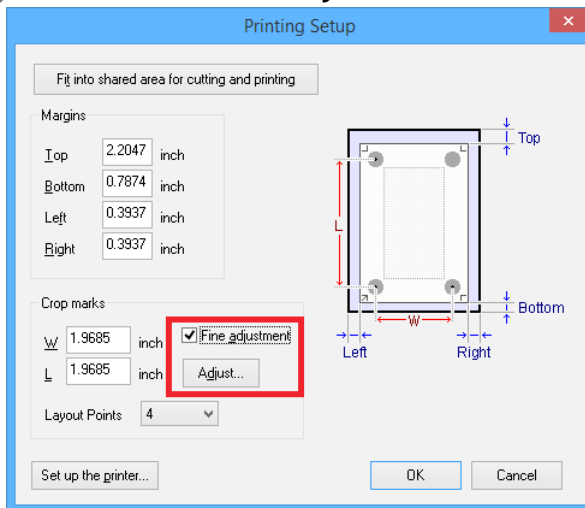 Printing Setup
Fit into shared area for cutting and printing
Margins
Top 2.2047 inch
Bottom 0.7874 inch
Left 0.3937 inch
Right 0.3937 inch
Top
L
W
Bottom
Left Right
Crop marks
W 1.9685 inch Fine adjustment
L 1.9685 inch Adjust...
Layout Points 4
Set up the printer... OK Cancel